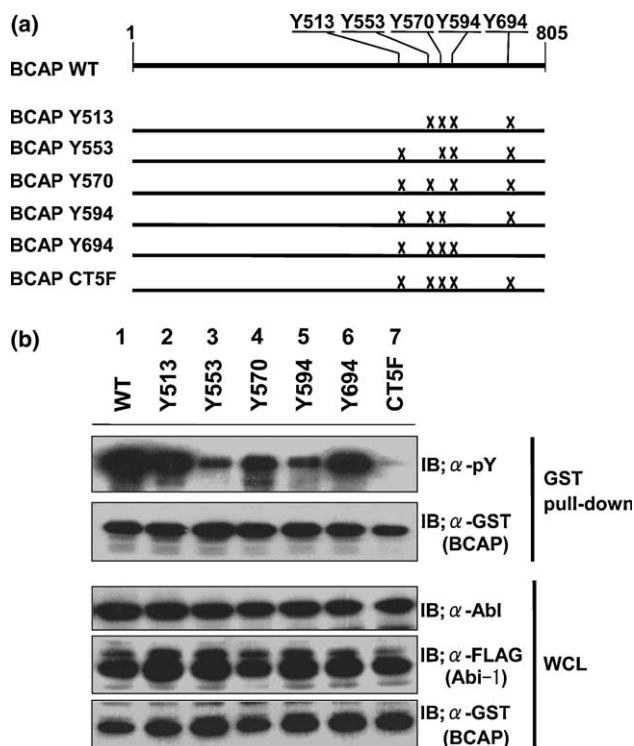 (a)
Y513 Y553 Y570 Y594 Y694
1 805
BCAP WT
BCAP Y513 X X X X
BCAP Y553 X X X X
BCAP Y570 X X X X
BCAP Y594 X X X X
BCAP Y694 X X X X
BCAP CT5F X X X X X
(b)
1 2 3 4 5 6 7
WT Y513 Y553 Y570 Y594 Y694 CT5F
IB; α-pY
IB; α-GST
(BCAP)
GST
pull-down
IB; α-Abl
IB; α-FLAG
(Abi-1)
IB; α-GST
(BCAP)
WCL